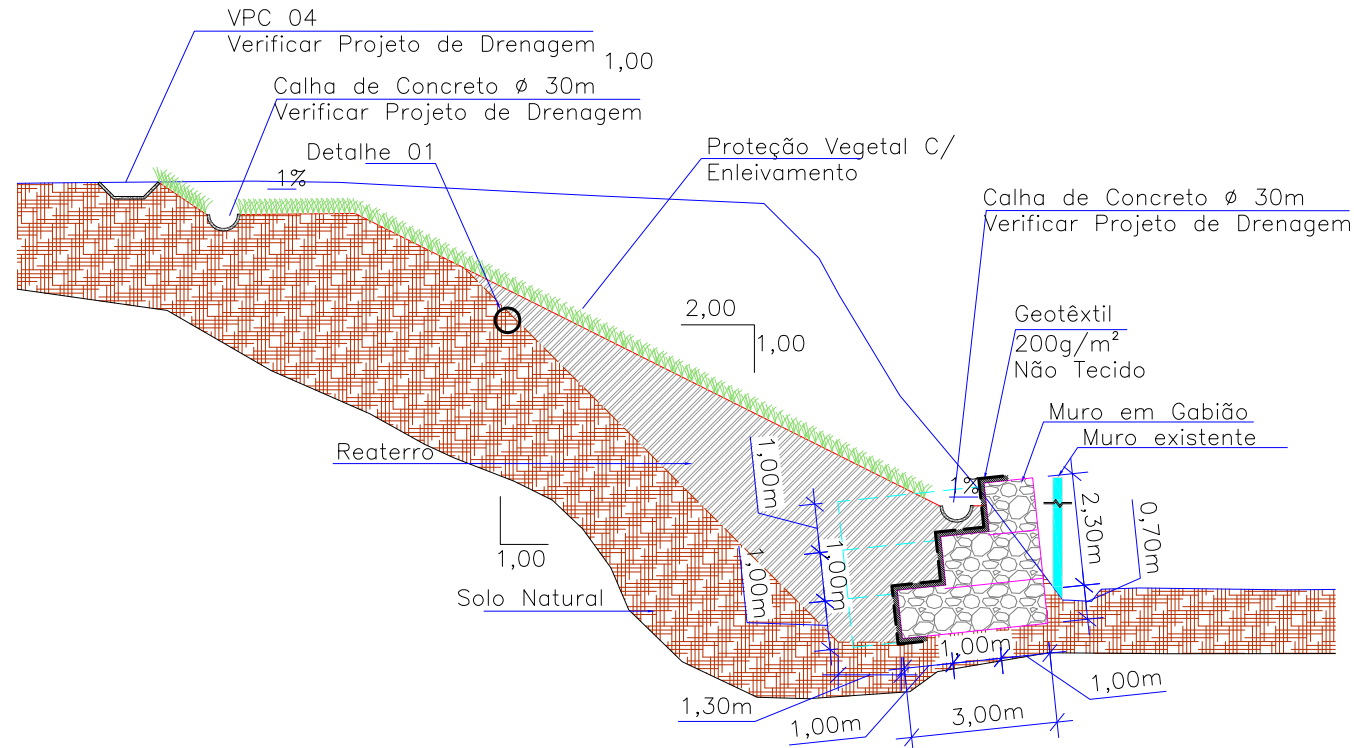 VPC 04
Verificar Projeto de Drenagem
1,00
Calha de Concreto ø 30m
Verificar Projeto de Drenagem
Detalhe 01
1%
Proteção Vegetal C/
Enleivamento
Calha de Concreto ø 30m
Verificar Projeto de Drenagem
2,00
1,00
Geotêxtil
200g/m²
Não Tecido
Muro em Gabião
Muro existente
Reaterro
1,00m
1%
2,30m
0,70m
1,00
1,00m
1,00m
Solo Natural
1,00m
1,00m
1,30m
1,00m
3,00m